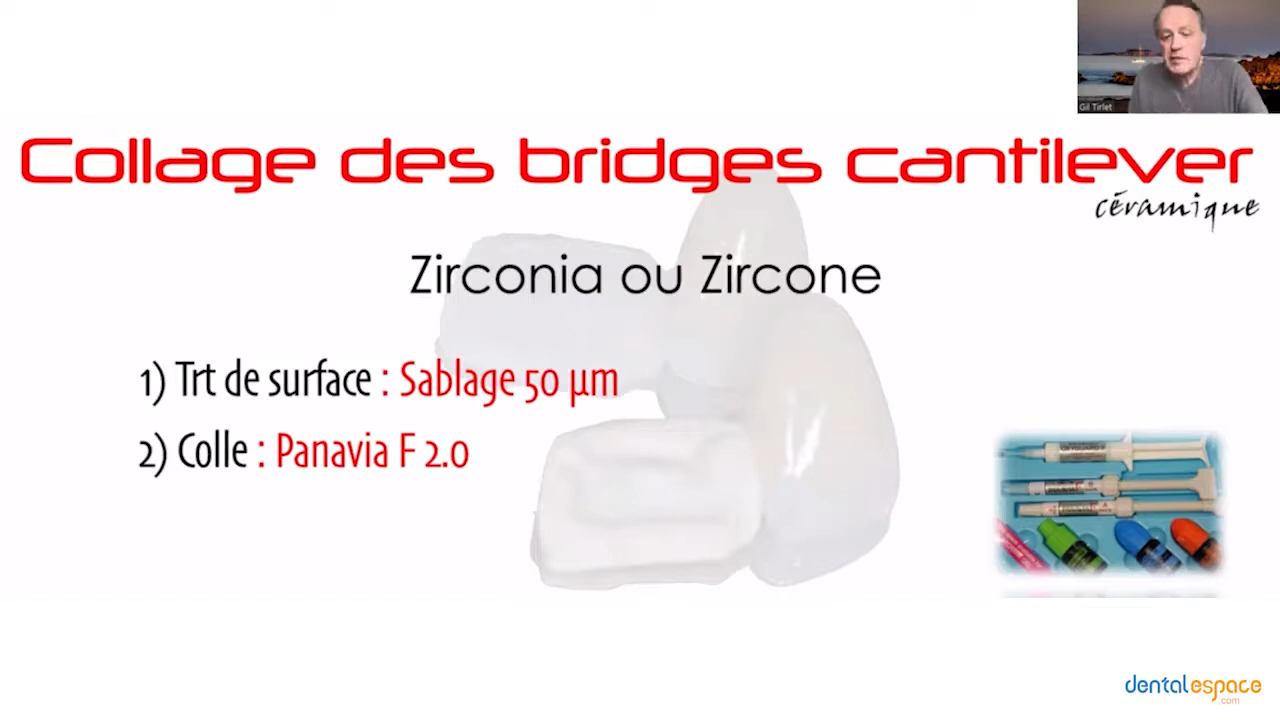 Gil Tirlet
Collage des bridges cantilever
céramique
Zirconia ou Zircone
1) Trt de surface : Sablage 50 µm
2) Colle : Panavia F 2.0
dentalespace
.com